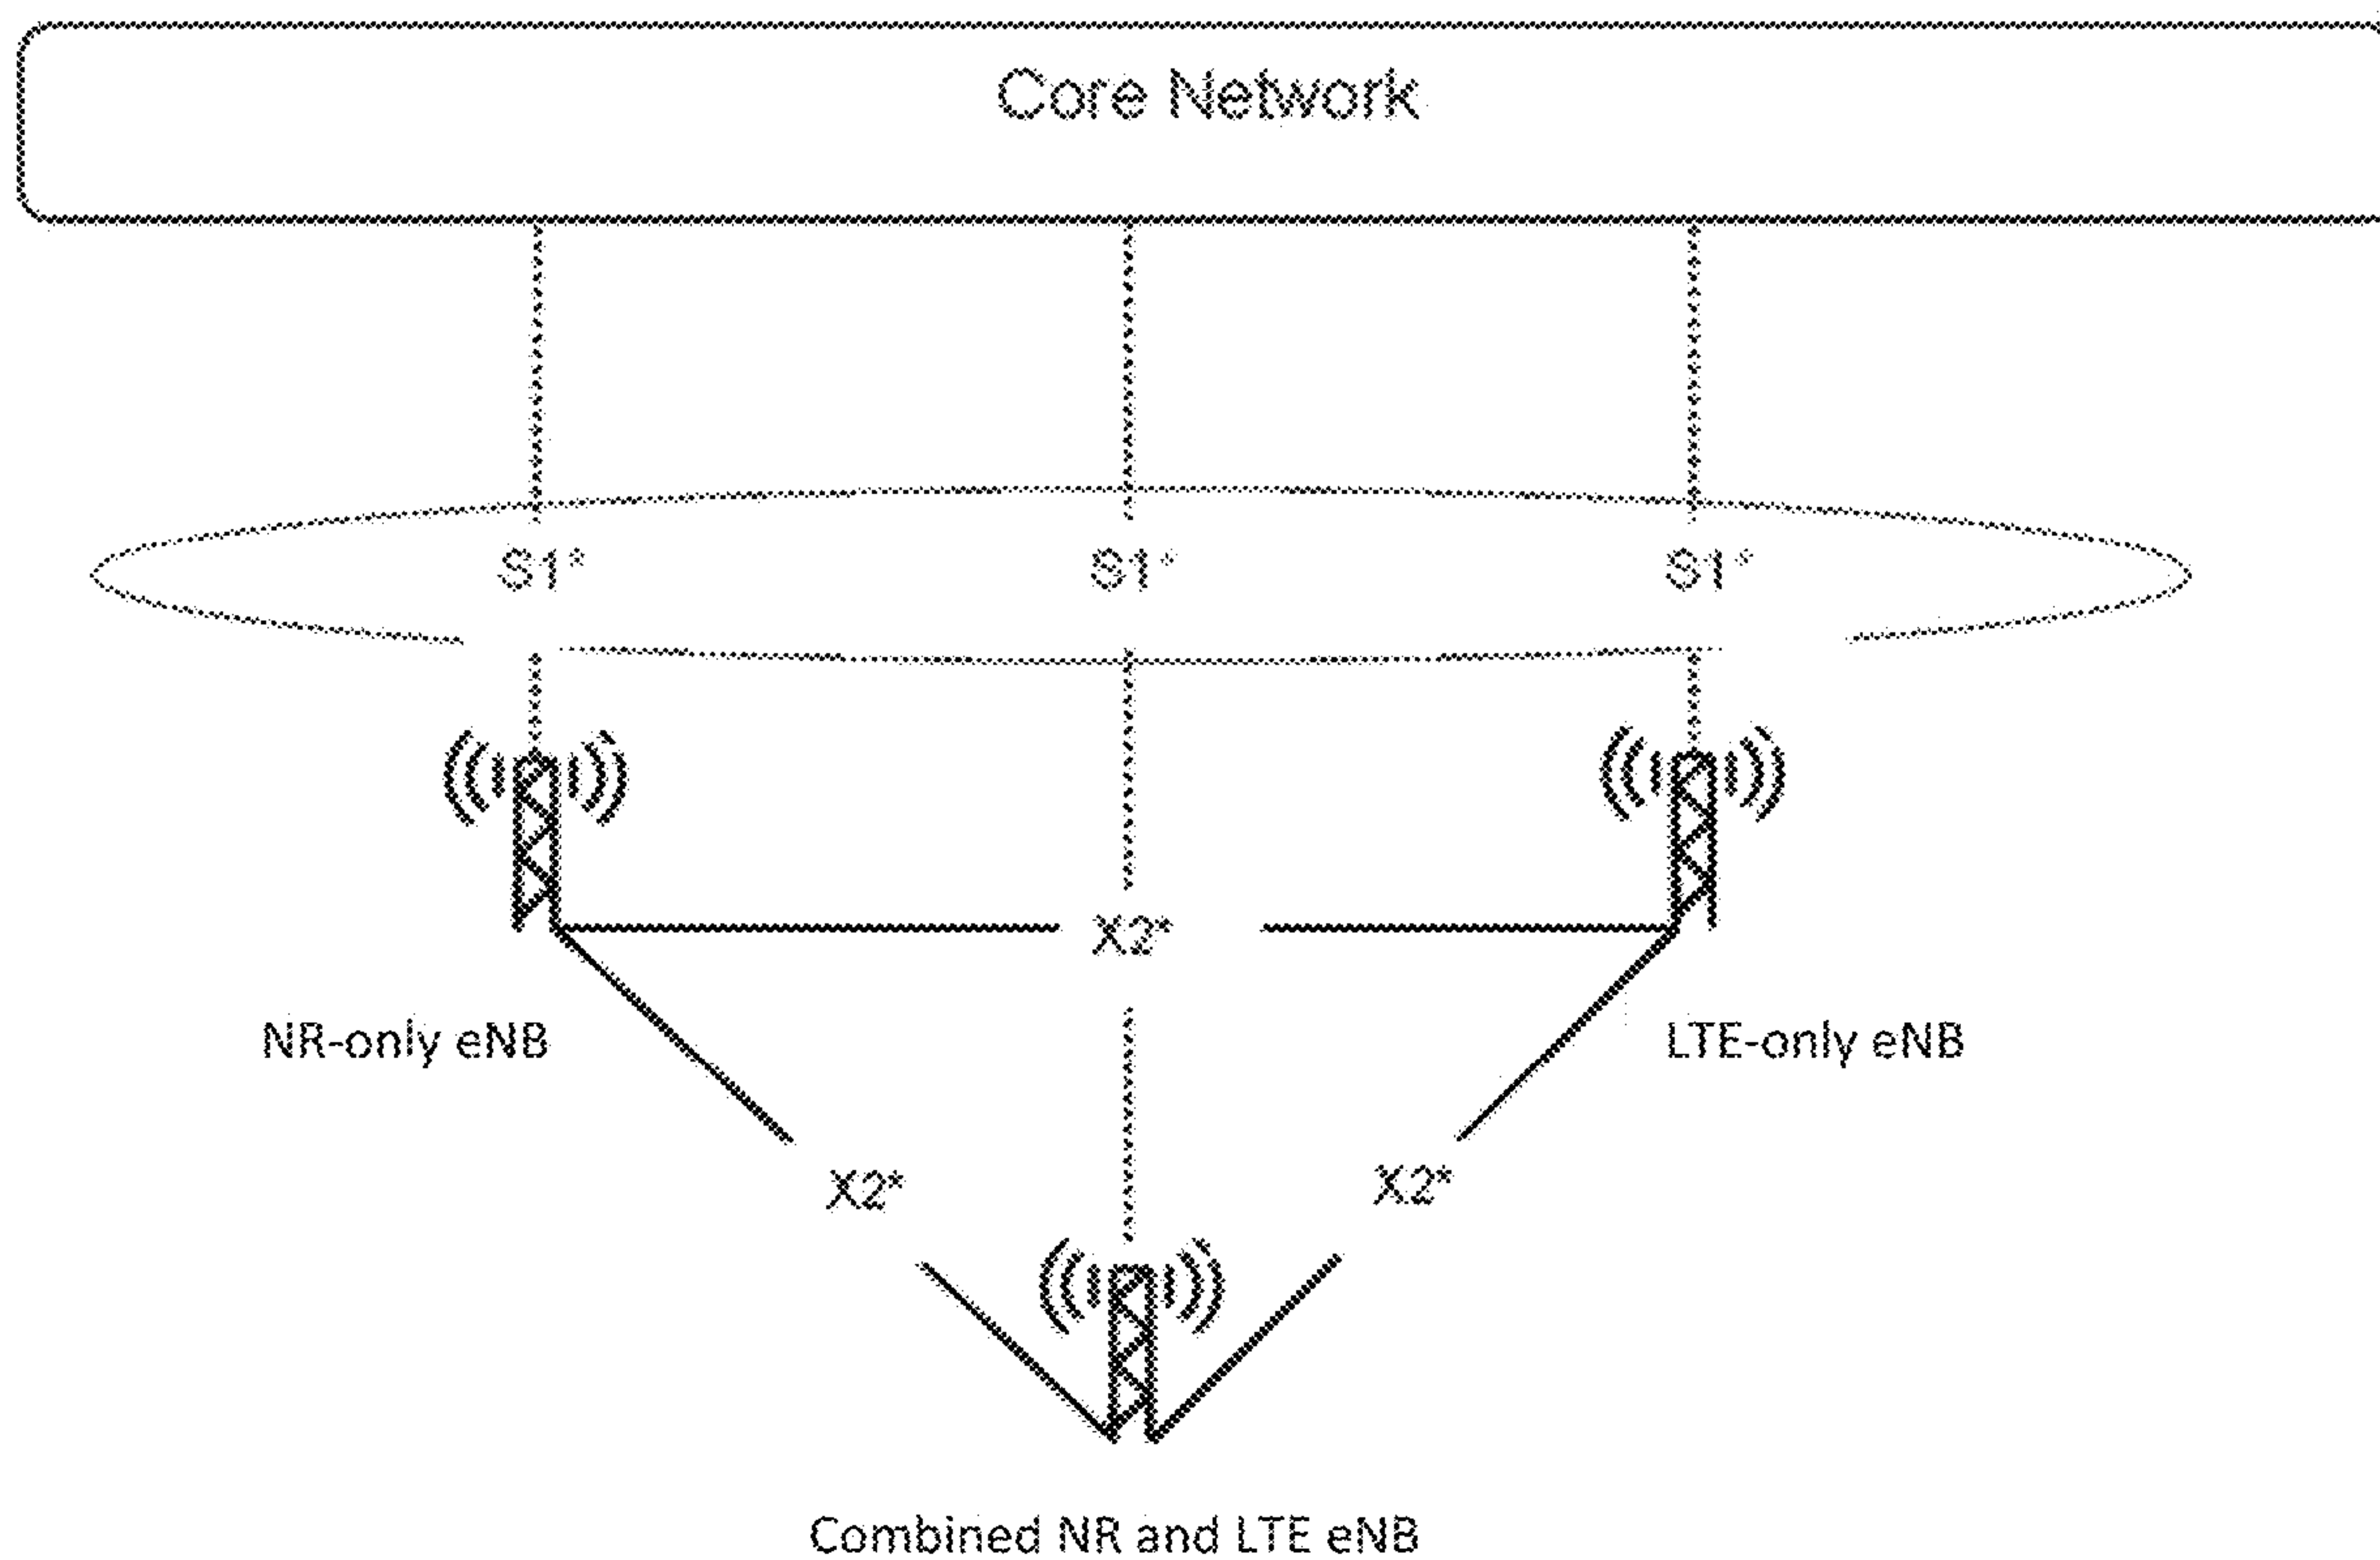 Core Network
S1*
S1*
S1*
X2*
NR-only eNB
LTE-only eNB
X2*
X2*
Combined NR and LTE eNB